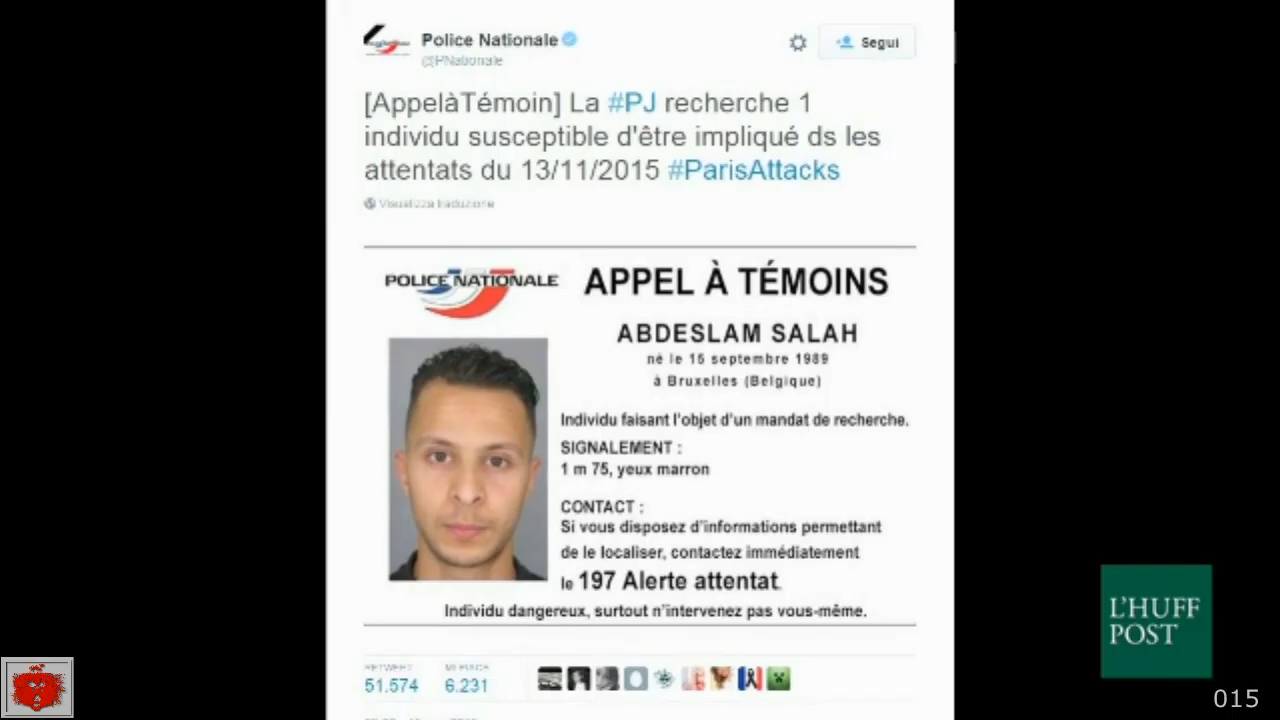 Police Nationale
@PNationale
Segui
[AppelàTémoin] La #PJ recherche 1
individu susceptible d'être impliqué ds les
attentats du 13/11/2015 #ParisAttacks
Visualizza traduzione
POLICE NATIONALE
APPEL À TÉMOINS
ABDESLAM SALAH
né le 15 septembre 1989
à Bruxelles (Belgique)
Individu faisant l'objet d'un mandat de recherche.
SIGNALEMENT :
1 m 75, yeux marron
CONTACT :
Si vous disposez d'informations permettant
de le localiser, contactez immédiatement
le 197 Alerte attentat.
Individu dangereux, surtout n'intervenez pas vous-même.
RETWEET
MI PIACE
51.574
6.231
L'HUFF
POST
015